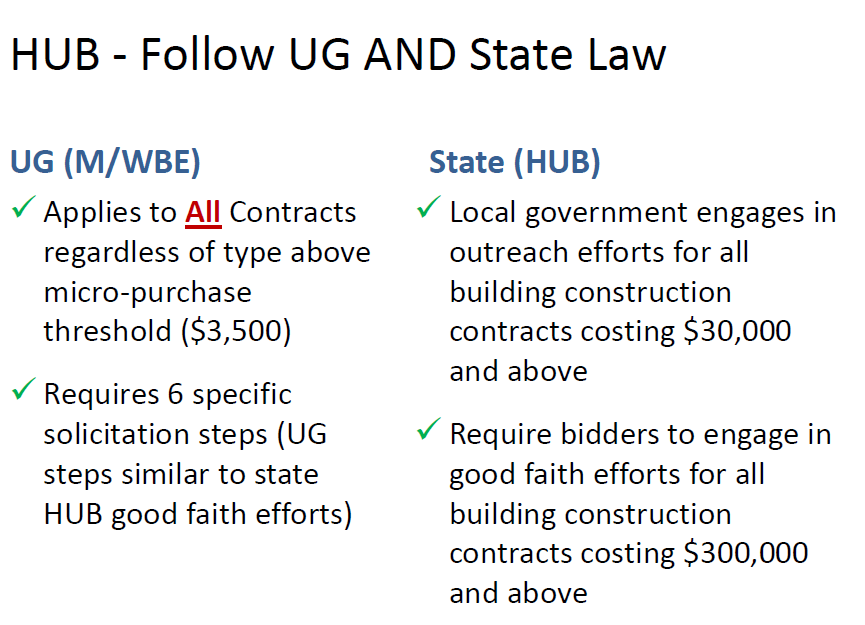 HUB - Follow UG AND State Law
UG (M/WBE)
✓ Applies to All Contracts
regardless of type above
micro-purchase
threshold ($3,500)
✓ Requires 6 specific
solicitation steps (UG
steps similar to state
HUB good faith efforts)
State (HUB)
✓ Local government engages in
outreach efforts for all
building construction
contracts costing $30,000
and above
✓ Require bidders to engage in
good faith efforts for all
building construction
contracts costing $300,000
and above